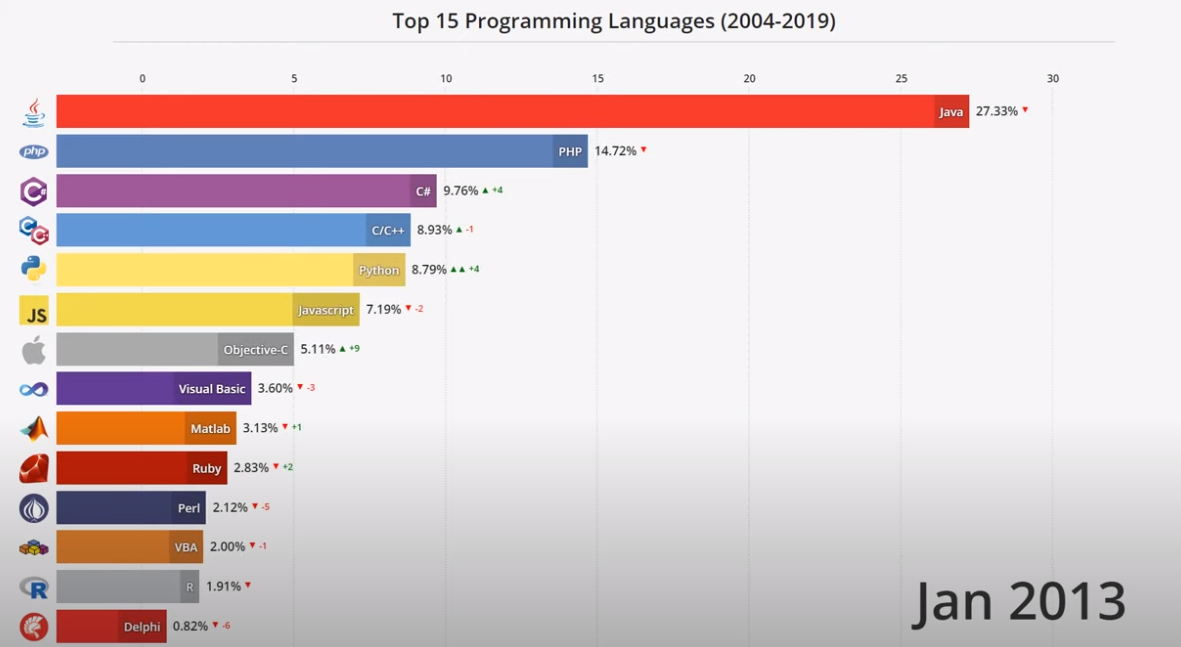 Top 15 Programming Languages (2004-2019)
0 5 10 15 20 25 30
Java 27.33% ▼
php PHP 14.72% ▼
C# C# 9.76% ▲ +4
C C C/C++ 8.93% ▲ -1
Python 8.79% ▲▲ +4
JS Javascript 7.19% ▼ -2
Objective-C 5.11% ▲ +9
Visual Basic 3.60% ▼ -3
Matlab 3.13% ▼ +1
Ruby 2.83% ▼ +2
Perl 2.12% ▼ -5
VBA 2.00% ▼ -1
R R 1.91% ▼
Delphi 0.82% ▼ -6
Jan 2013